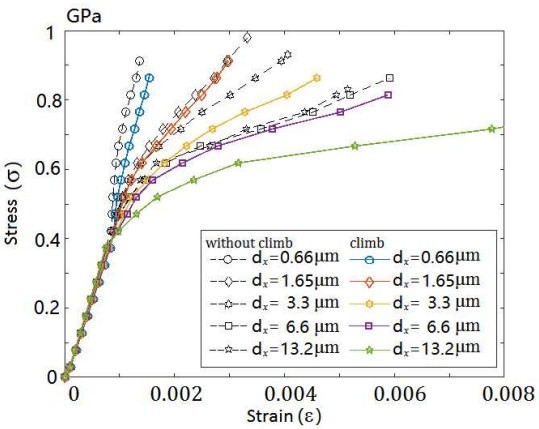 GPa
1
0.8
0.6
0.4
0.2
0
Stress (σ)
without climb climb
dx=0.66μm dx=0.66μm
dx=1.65μm dx=1.65μm
dx= 3.3 μm dx= 3.3 μm
dx= 6.6 μm dx= 6.6 μm
dx=13.2μm dx=13.2μm
0 0.002 0.004 0.006 0.008
Strain (ε)